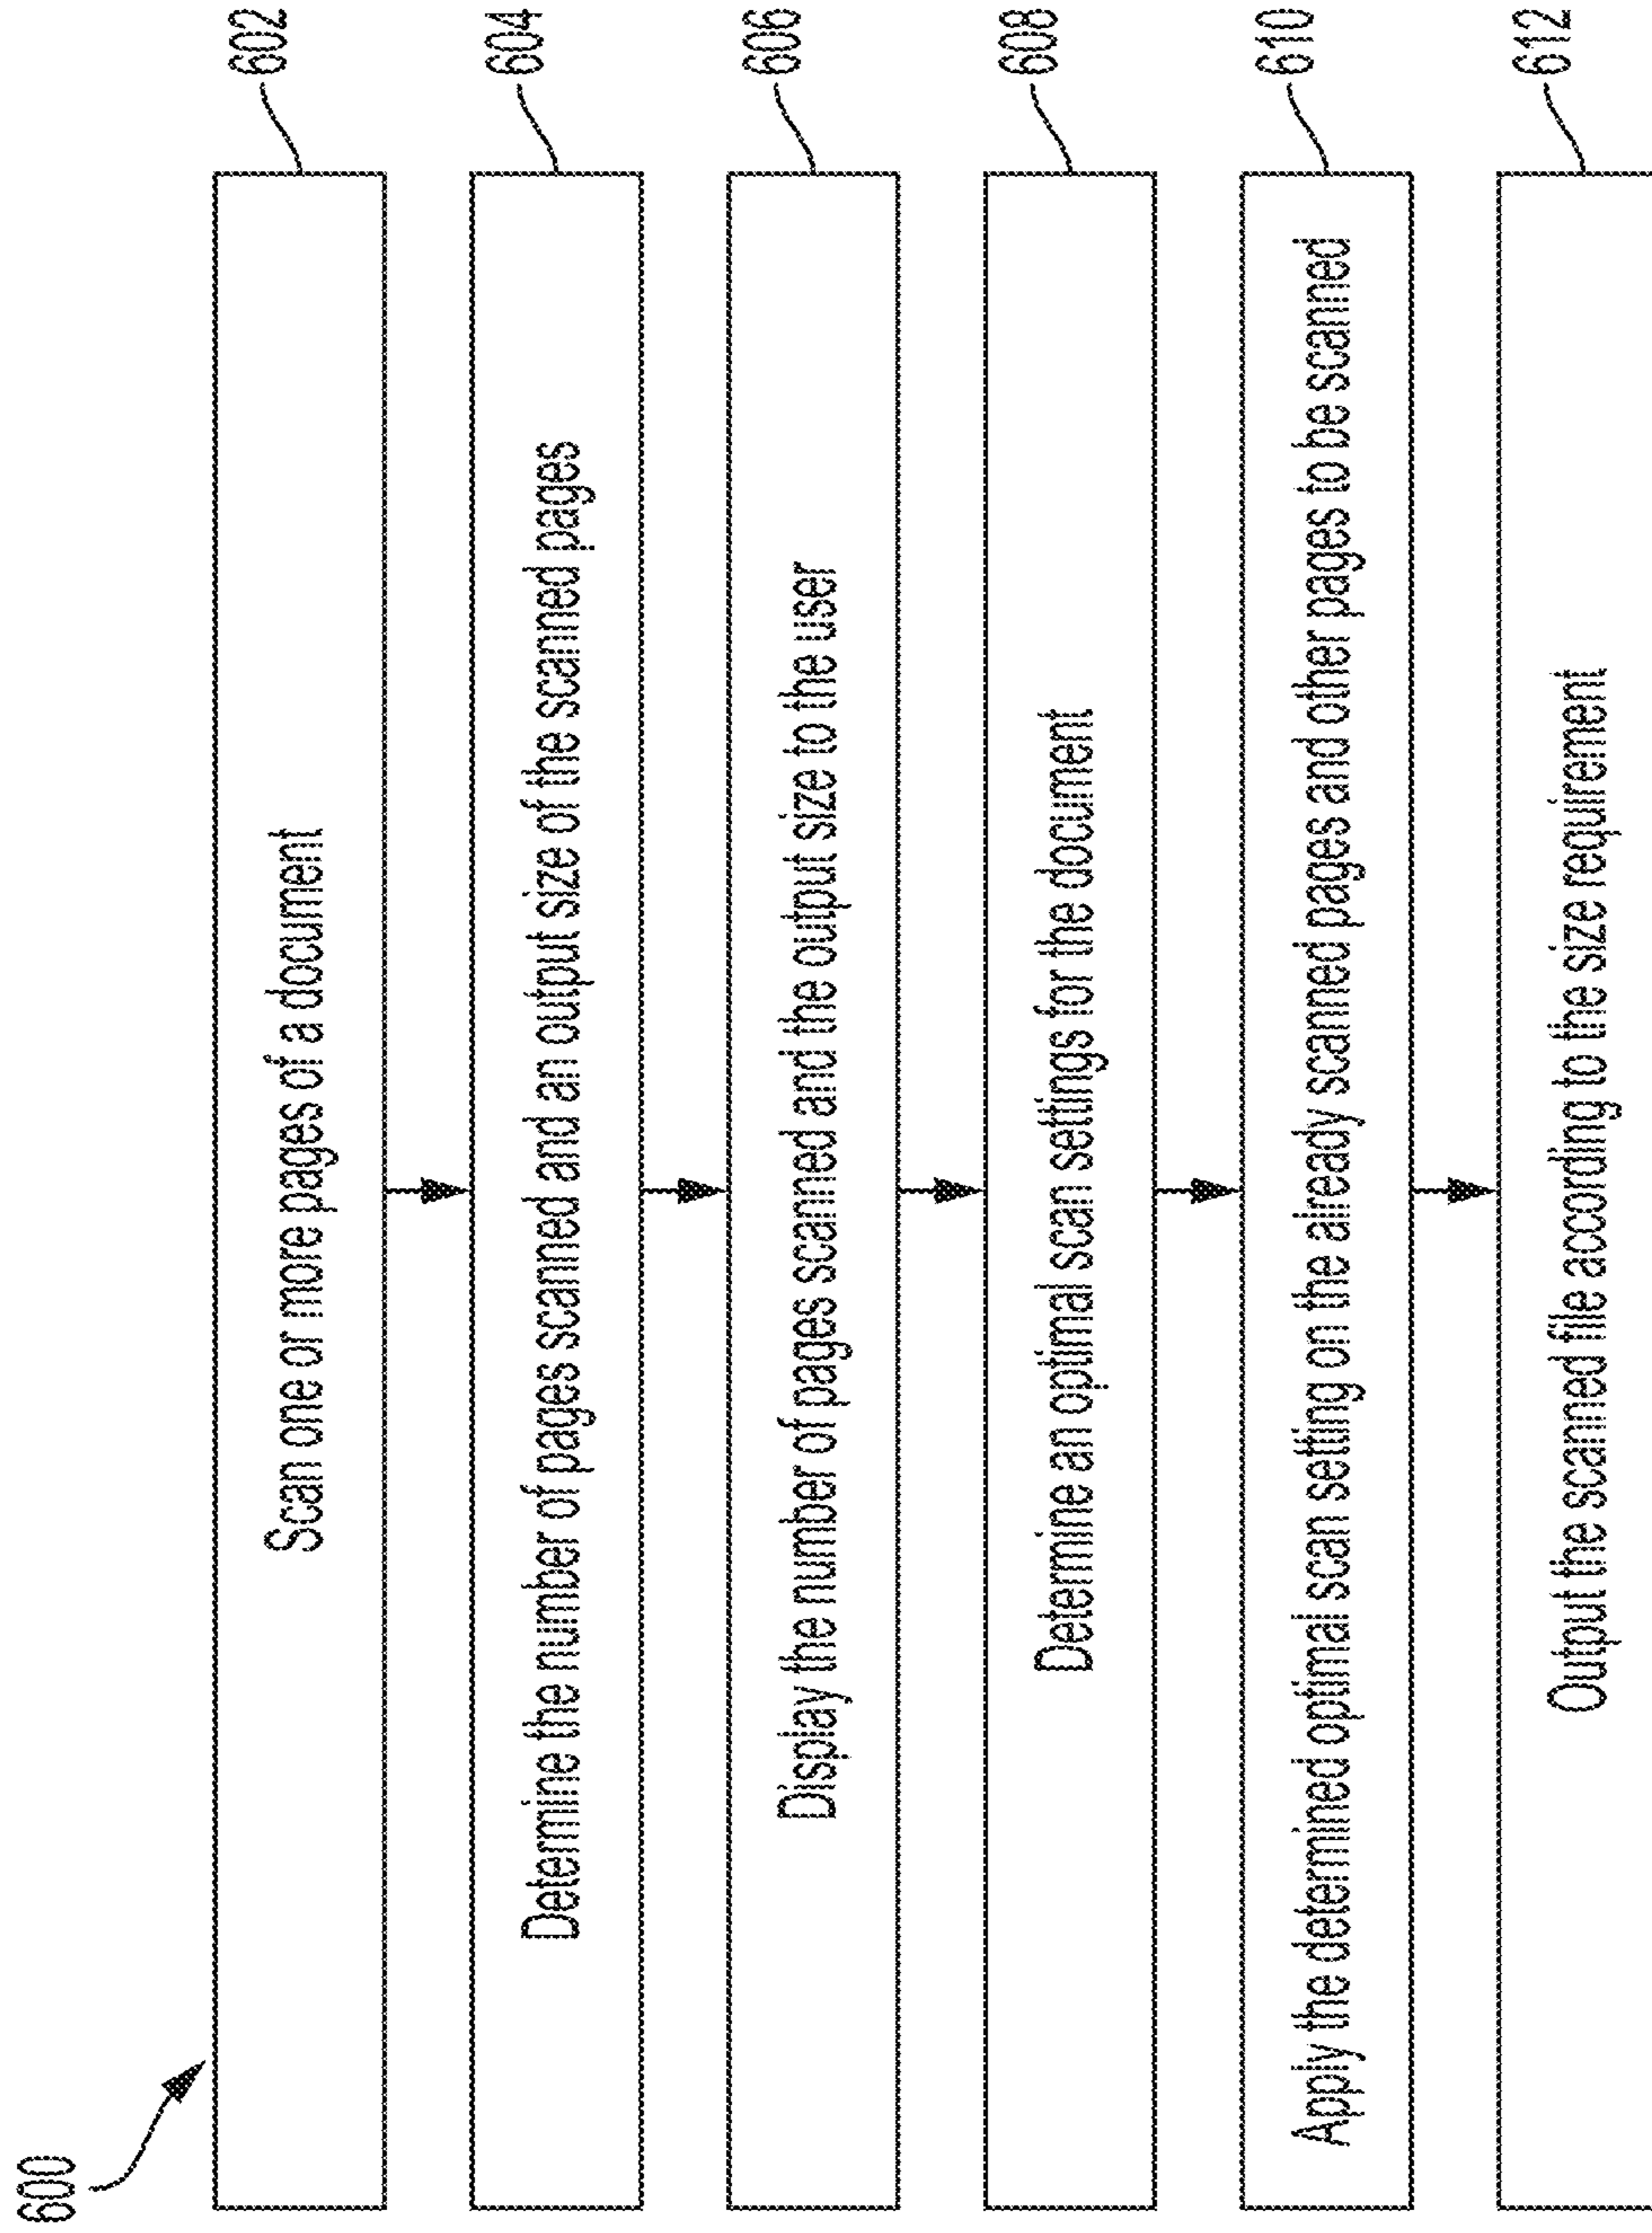 600
Scan one or more pages of a document
602
Determine the number of pages scanned and an output size of the scanned pages
604
Display the number of pages scanned and the output size to the user
606
Determine an optimal scan settings for the document
608
Apply the determined optimal scan setting on the already scanned pages and other pages to be scanned
610
Output the scanned file according to the size requirement
612